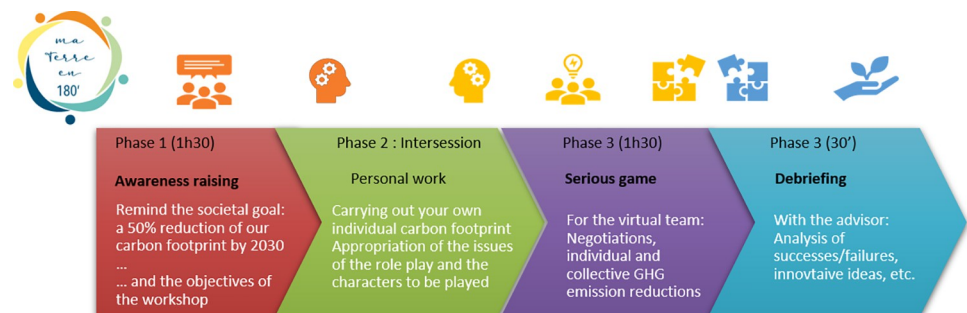 ma
Terre
en
180'
Phase 1 (1h30)
Awareness raising
Remind the societal goal:
a 50% reduction of our
carbon footprint by 2030
...
... and the objectives of
the workshop
Phase 2 : Intersession
Personal work
Carrying out your own
individual carbon footprint
Appropriation of the issues
of the role play and the
characters to be played
Phase 3 (1h30)
Serious game
For the virtual team:
Negotiations,
individual and
collective GHG
emission reductions
Phase 3 (30’)
Debriefing
With the advisor:
Analysis of
successes/failures,
innovtaive ideas, etc.